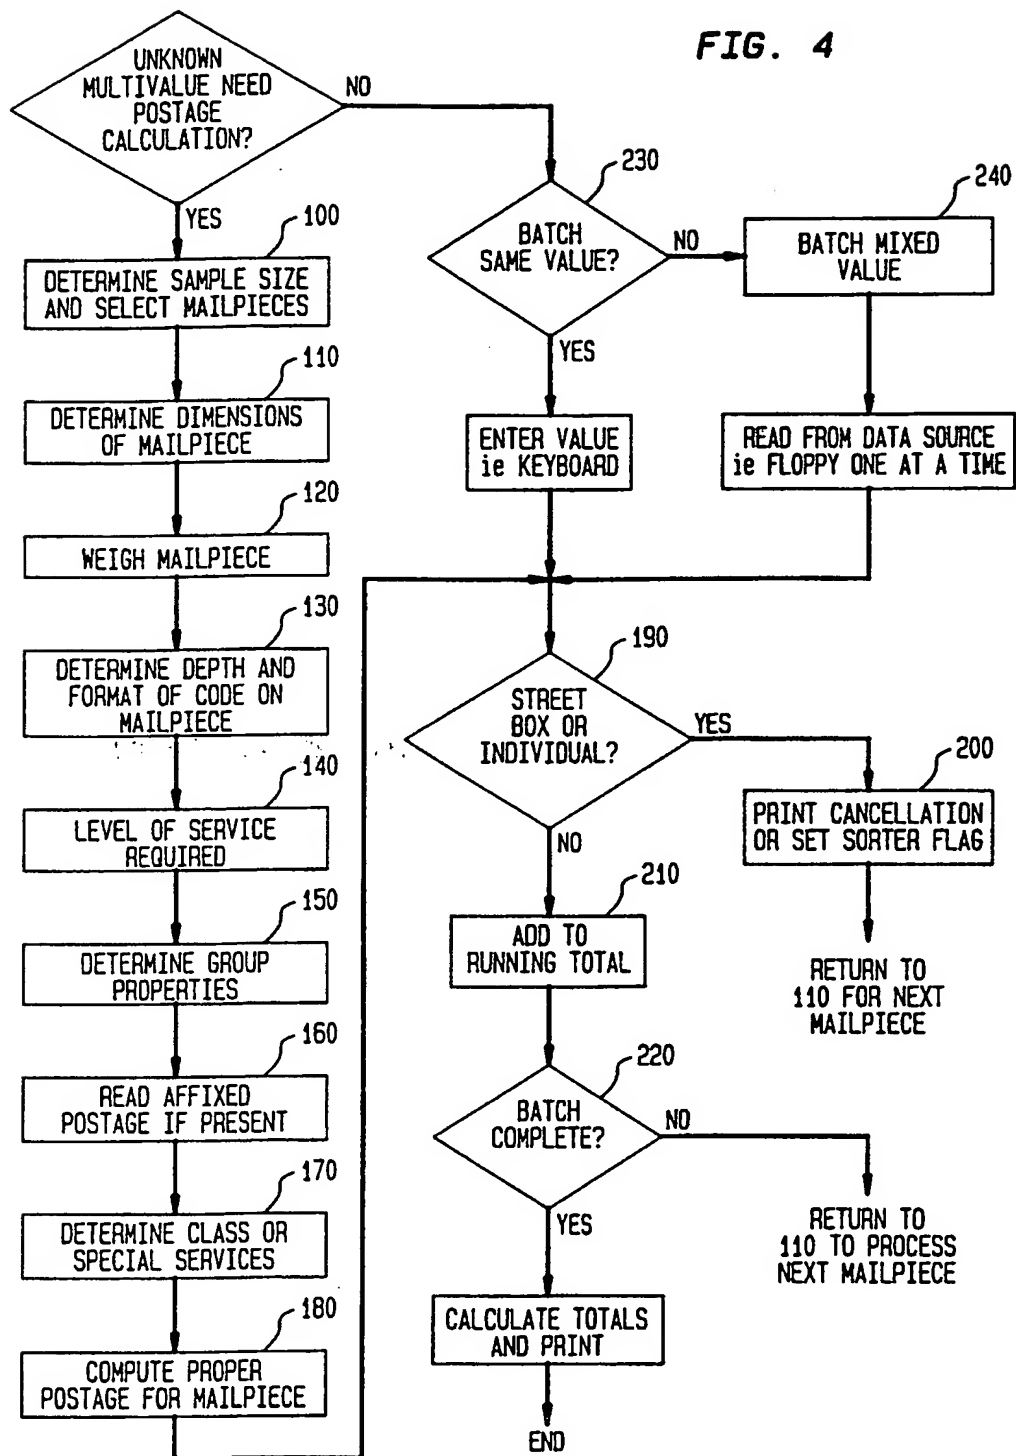 FIG. 4
UNKNOWN
MULTIVALUE NEED
POSTAGE
CALCULATION?
NO
YES
100
DETERMINE SAMPLE SIZE
AND SELECT MAILPIECES
110
DETERMINE DIMENSIONS
OF MAILPIECE
120
WEIGH MAILPIECE
130
DETERMINE DEPTH AND
FORMAT OF CODE ON
MAILPIECE
140
LEVEL OF SERVICE
REQUIRED
150
DETERMINE GROUP
PROPERTIES
160
READ AFFIXED
POSTAGE IF PRESENT
170
DETERMINE CLASS OR
SPECIAL SERVICES
180
COMPUTE PROPER
POSTAGE FOR MAILPIECE
230
BATCH
SAME VALUE?
NO
YES
240
BATCH MIXED
VALUE
ENTER VALUE
ie KEYBOARD
READ FROM DATA SOURCE
ie FLOPPY ONE AT A TIME
190
STREET
BOX OR
INDIVIDUAL?
YES
NO
200
PRINT CANCELLATION
OR SET SORTER FLAG
RETURN TO
110 FOR NEXT
MAILPIECE
210
ADD TO
RUNNING TOTAL
220
BATCH
COMPLETE?
NO
YES
RETURN TO
110 TO PROCESS
NEXT MAILPIECE
CALCULATE TOTALS
AND PRINT
END